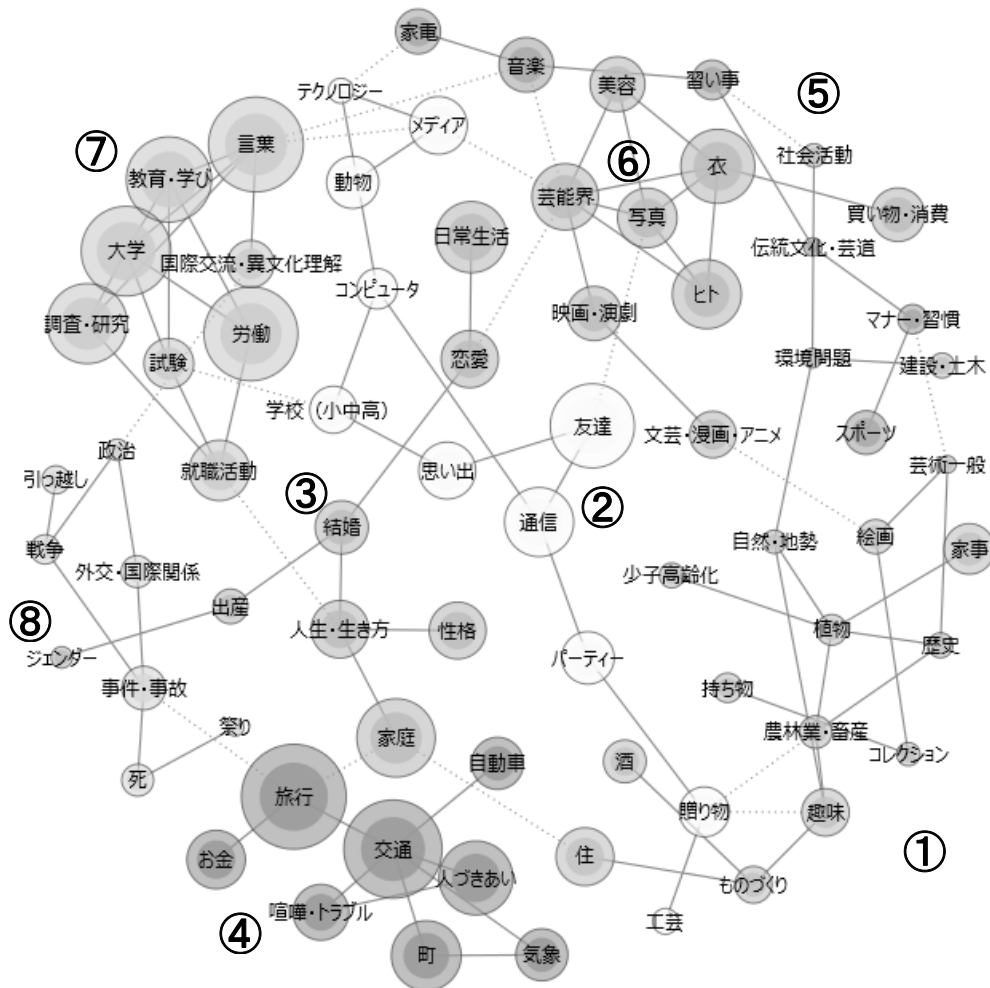 家電
音楽
美容
習い事
⑤
テクノロジー
メディア
言葉
⑦
教育・学び
動物
⑥
衣
社会活動
芸能界
写真
買い物・消費
日常生活
大学
国際交流・異文化理解
伝統文化・芸道
コンピュータ
ヒト
調査・研究
労働
映画・演劇
マナー・習慣
試験
恋愛
環境問題
建設・土木
学校（小中高）
友達
文芸・漫画・アニメ
スポーツ
政治
引っ越し
就職活動
思い出
芸術一般
③
結婚
通信
②
戦争
自然・地勢
絵画
家事
外交・国際関係
少子高齢化
出産
⑧
人生・生き方
性格
植物
ジェンダー
パーティー
歴史
事件・事故
持ち物
祭り
家庭
農林業・畜産
コレクション
死
自動車
酒
旅行
贈り物
趣味
交通
お金
住
①
人づきあい
ものづくり
喧嘩・トラブル
工芸
④
町
気象